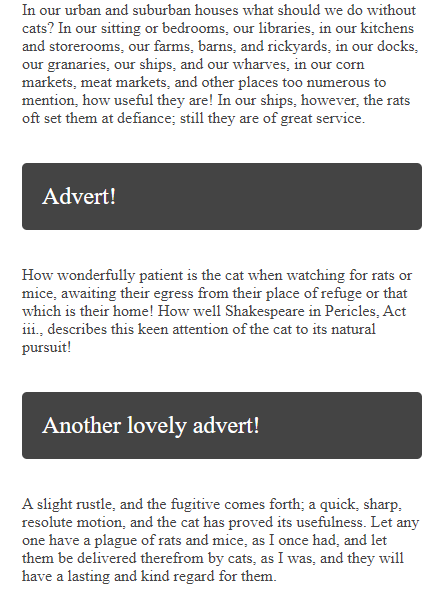 In our urban and suburban houses what should we do without
cats? In our sitting or bedrooms, our libraries, in our kitchens
and storerooms, our farms, barns, and rickyards, in our docks,
our granaries, our ships, and our wharves, in our corn
markets, meat markets, and other places too numerous to
mention, how useful they are! In our ships, however, the rats
oft set them at defiance; still they are of great service.
Advert!
How wonderfully patient is the cat when watching for rats or
mice, awaiting their egress from their place of refuge or that
which is their home! How well Shakespeare in Pericles, Act
iii., describes this keen attention of the cat to its natural
pursuit!
Another lovely advert!
A slight rustle, and the fugitive comes forth; a quick, sharp,
resolute motion, and the cat has proved its usefulness. Let any
one have a plague of rats and mice, as I once had, and let
them be delivered therefrom by cats, as I was, and they will
have a lasting and kind regard for them.